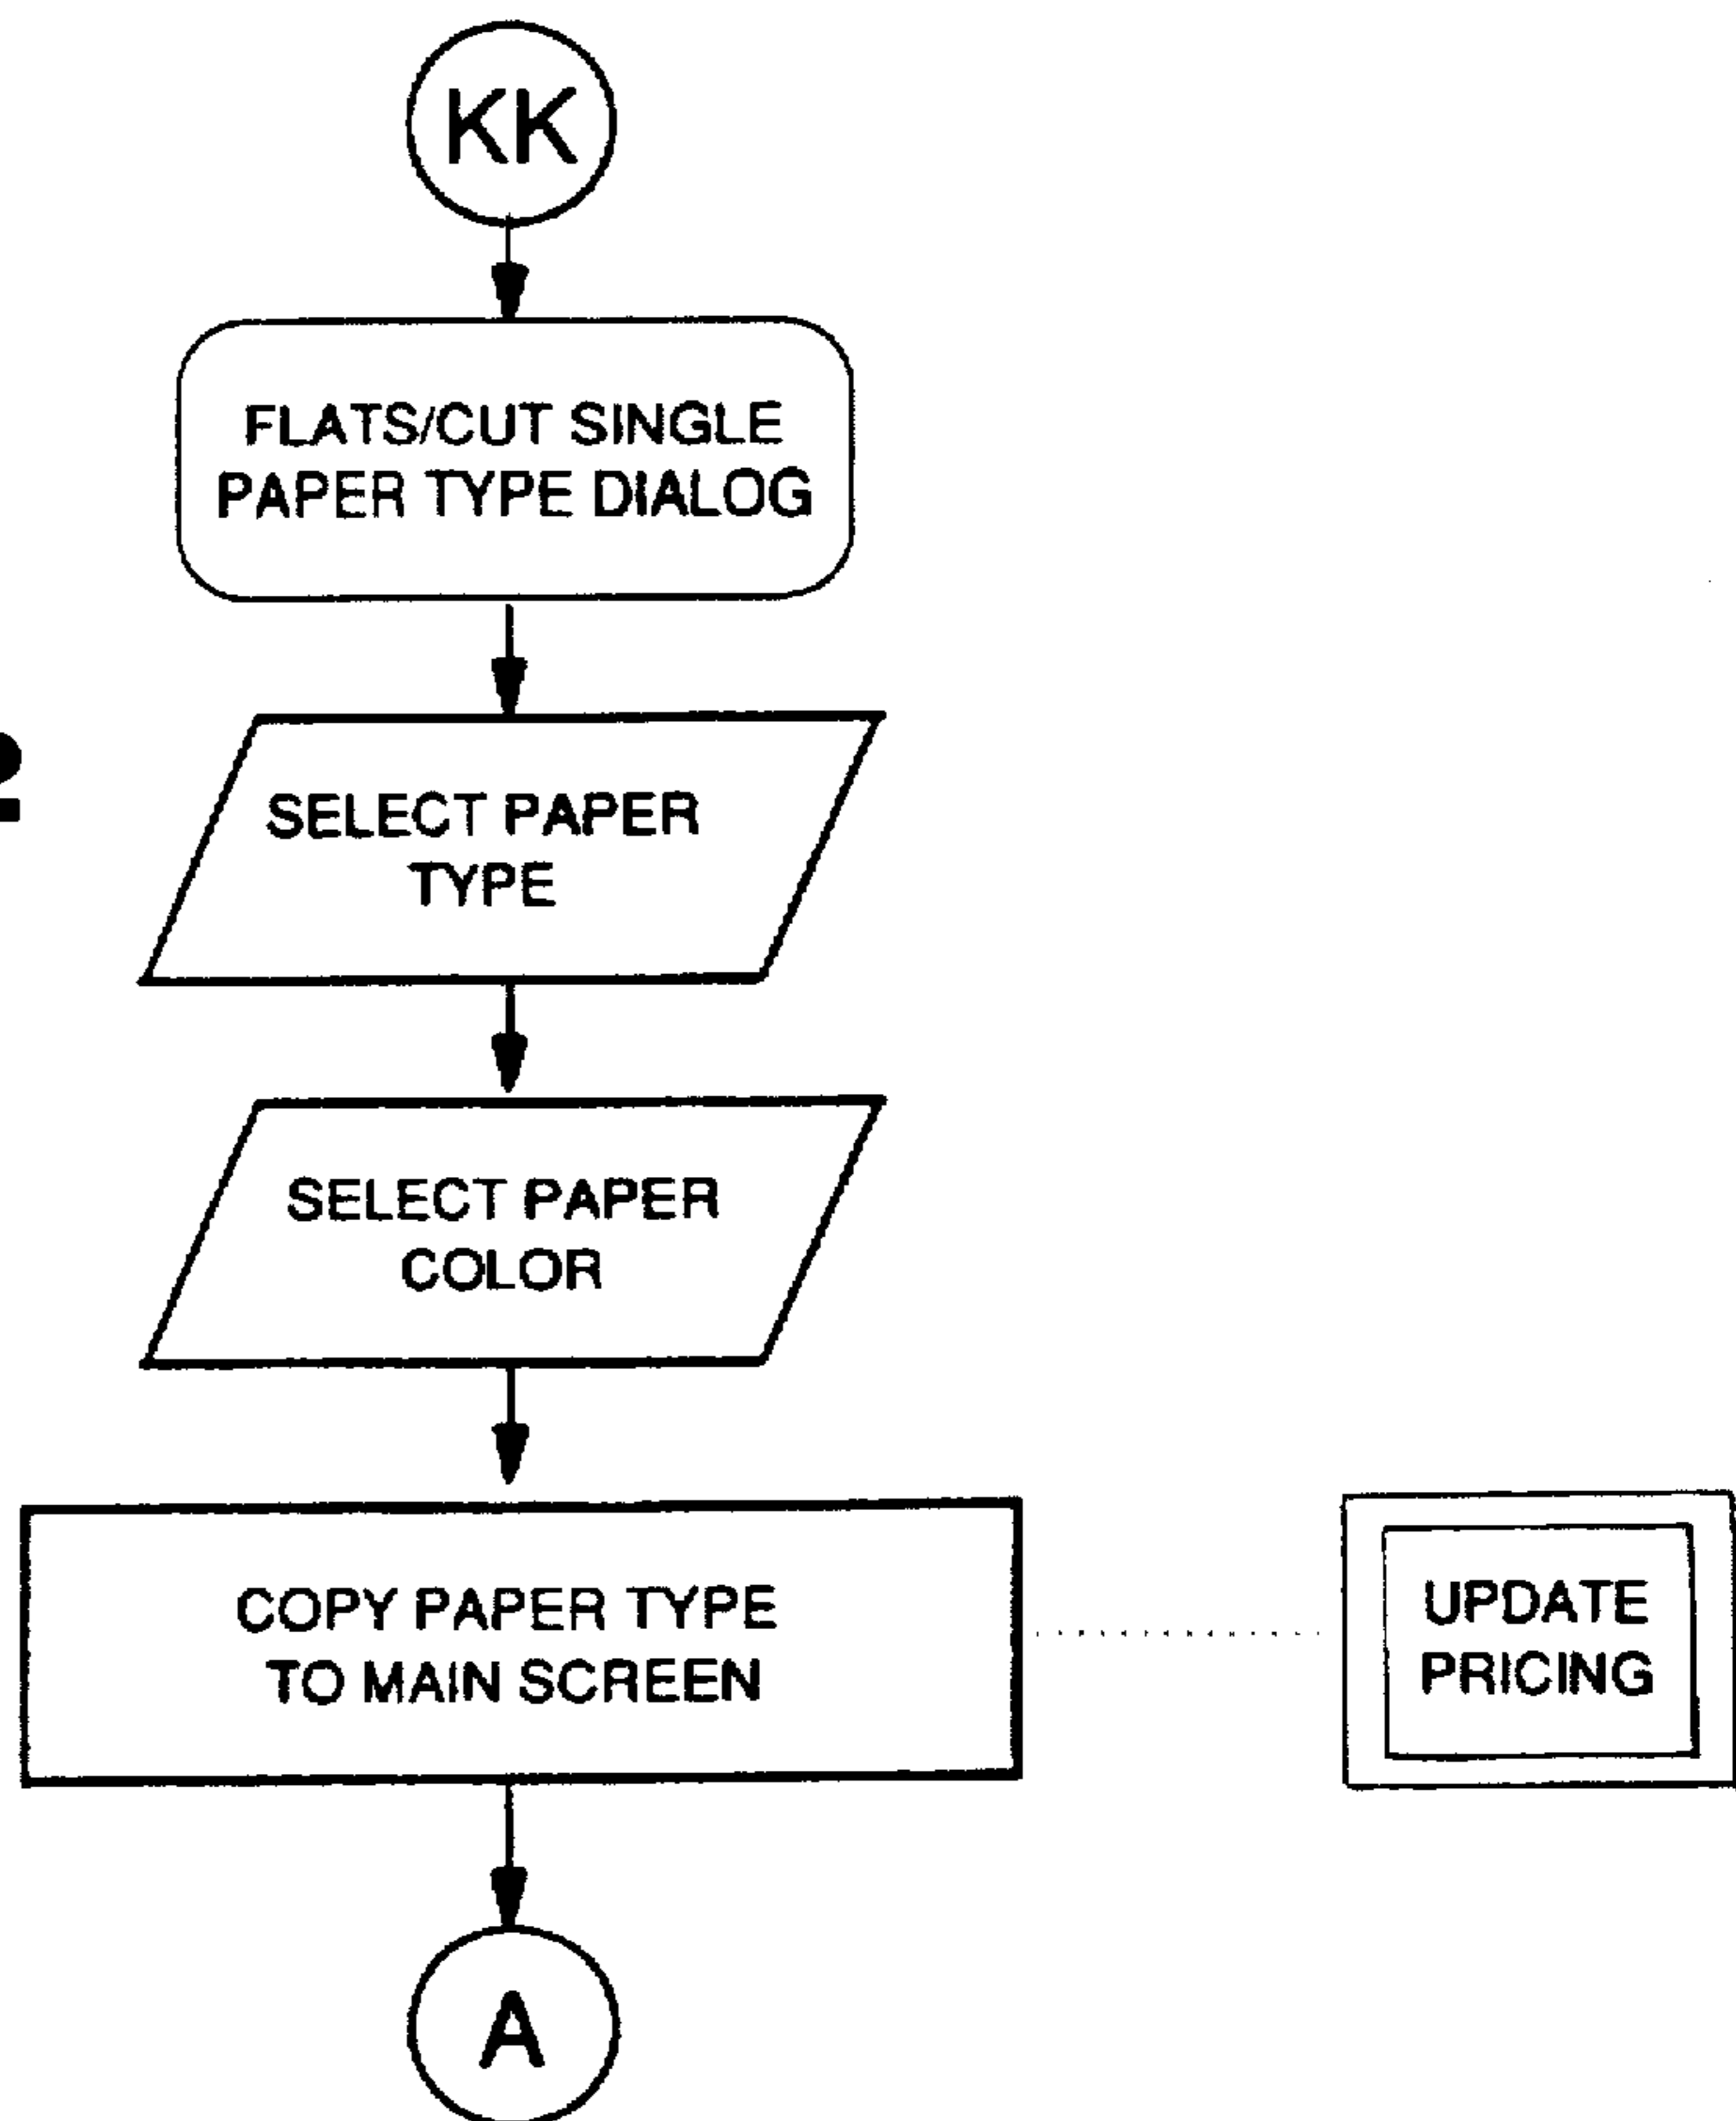 KK
FLATS/CUT SINGLE
PAPER TYPE DIALOG
SELECT PAPER
TYPE
SELECT PAPER
COLOR
COPY PAPER TYPE
TO MAIN SCREEN
UPDATE
PRICING
A